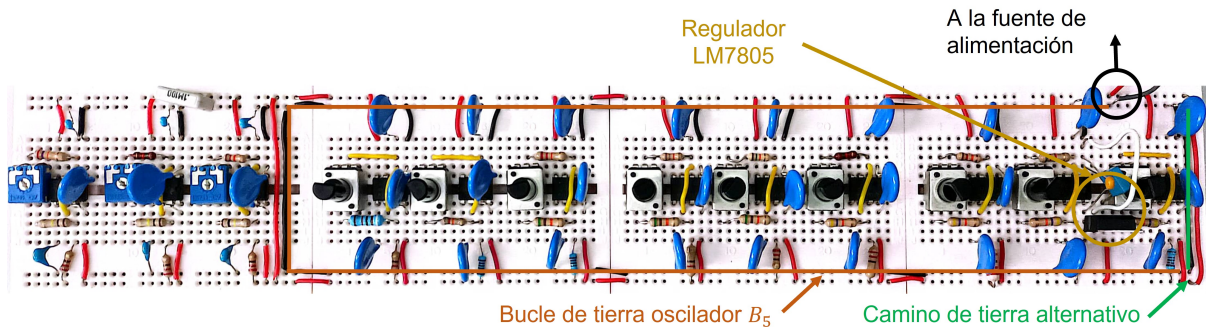 A la fuente de
alimentación
Regulador
LM7805
Bucle de tierra oscilador B₅
Camino de tierra alternativo